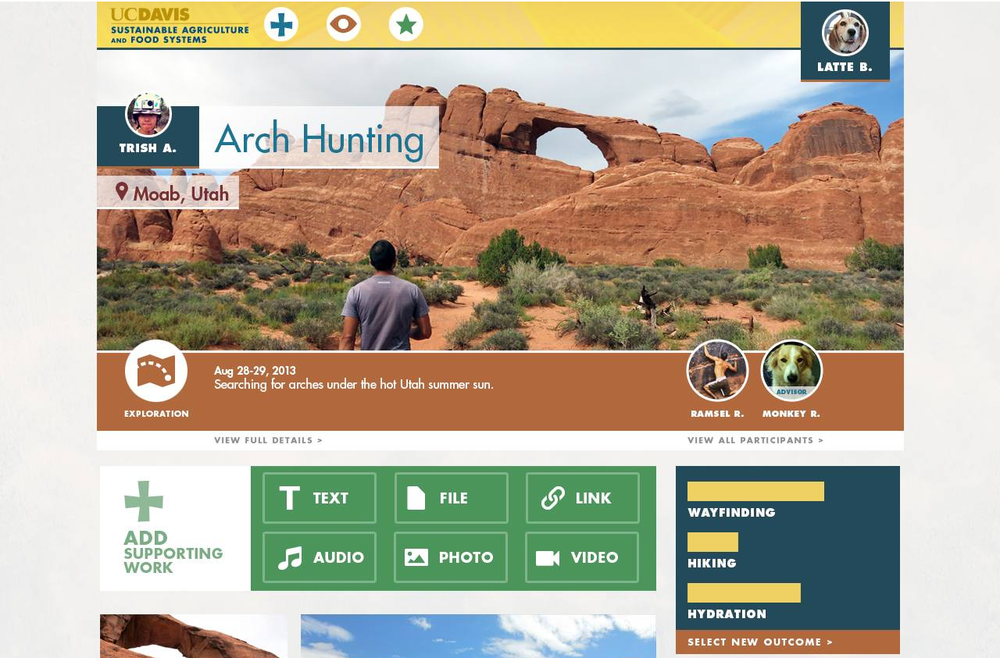 UCDAVIS
SUSTAINABLE AGRICULTURE
AND FOOD SYSTEMS
LATTE B.
TRISH A.
Arch Hunting
Moab, Utah
Aug 28-29, 2013
Searching for arches under the hot Utah summer sun.
EXPLORATION
ADVISOR
RAMSEL R.
MONKEY R.
VIEW FULL DETAILS >
VIEW ALL PARTICIPANTS >
ADD
SUPPORTING
WORK
TEXT
FILE
LINK
AUDIO
PHOTO
VIDEO
WAYFINDING
HIKING
HYDRATION
SELECT NEW OUTCOME >